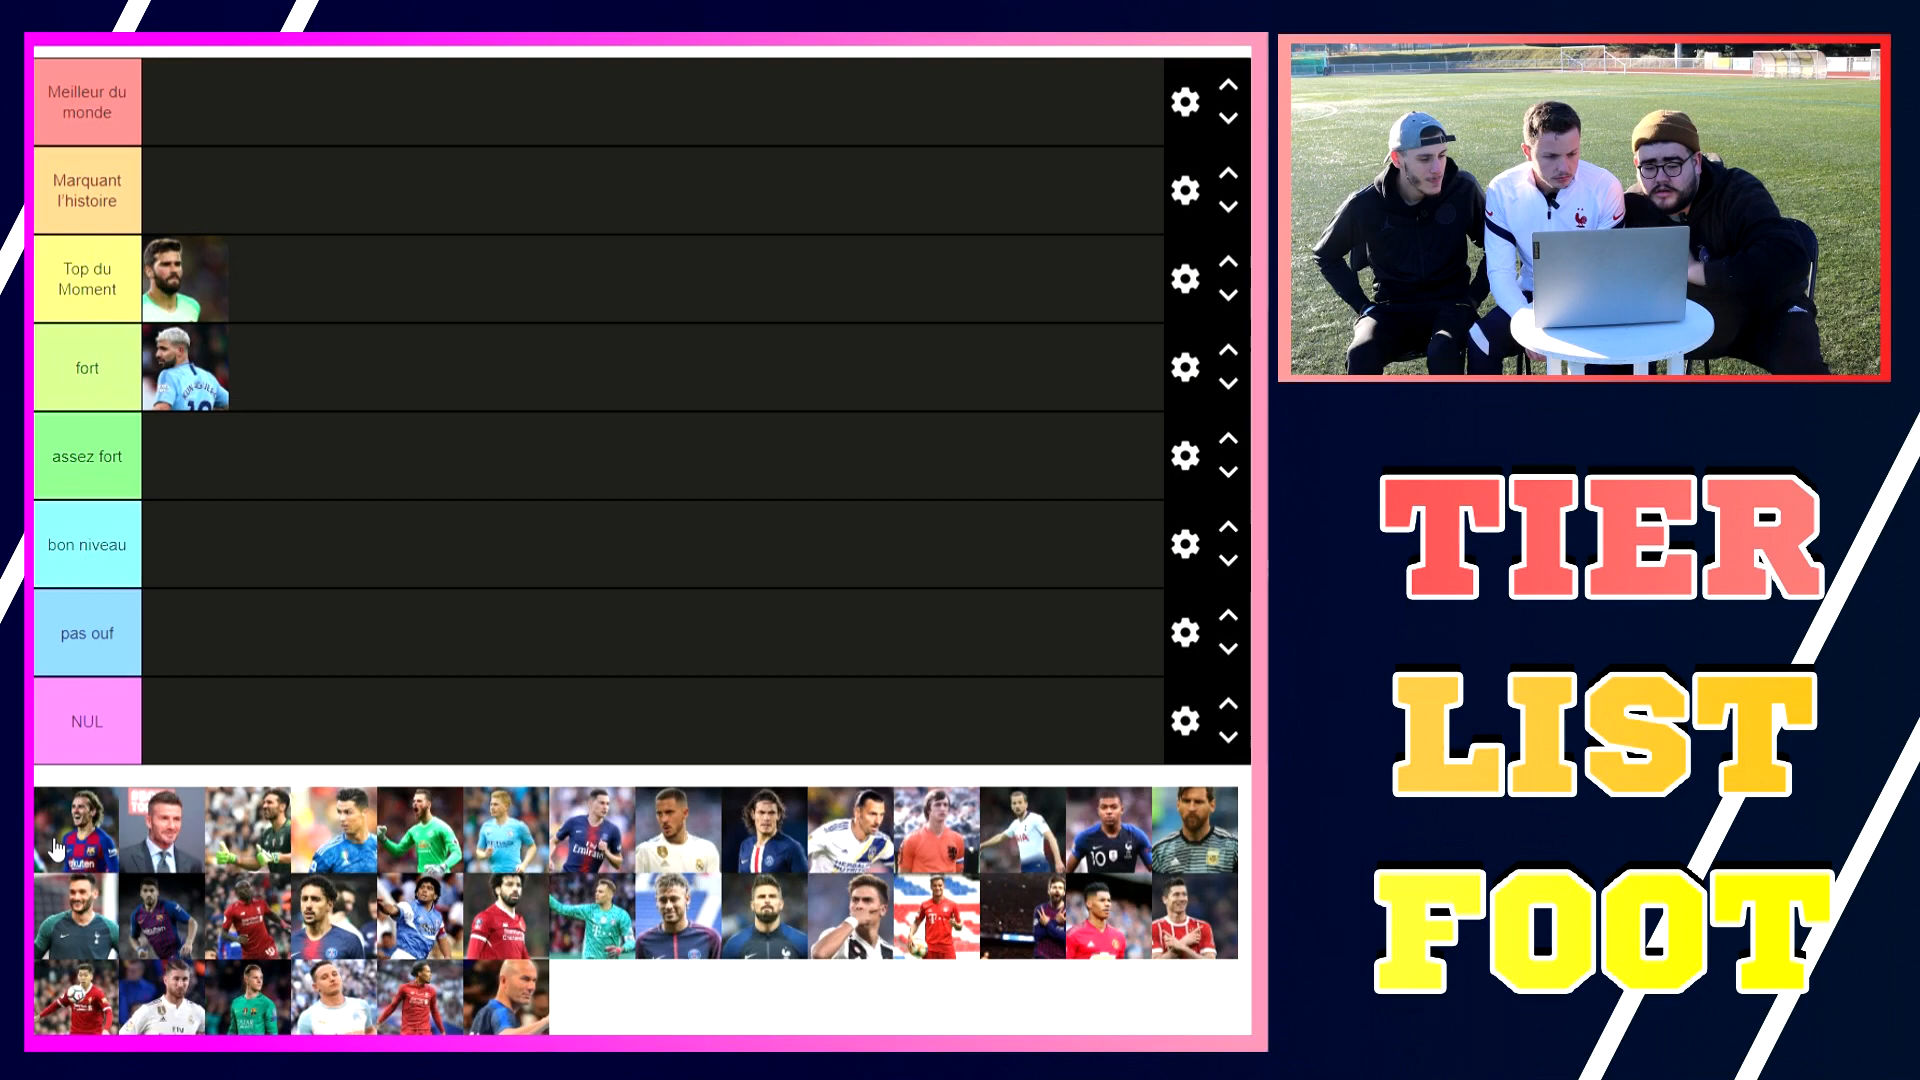 Meilleur du
monde
Marquant
l'histoire
Top du
Moment
fort
assez fort
bon niveau
pas ouf
NUL
TIER
LIST
FOOT
10